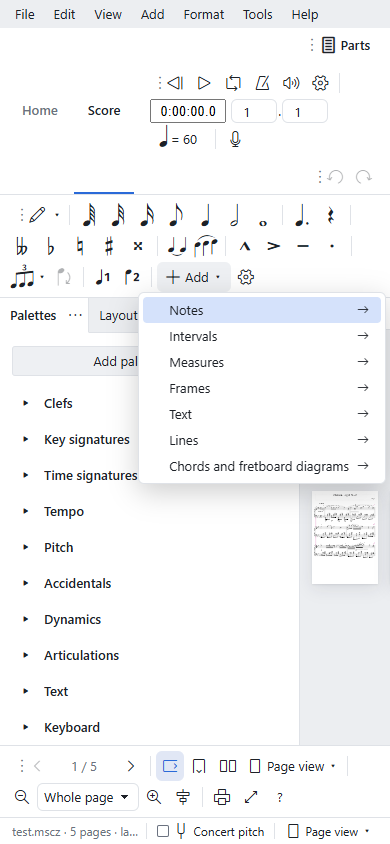 File Edit View Add Format Tools Help
Parts
Home Score
0:00:00.0 1 . 1
= 60
3
1 2 Add
Palettes ··· Layout
Add pal
Notes
Intervals
Measures
Frames
Text
Lines
Chords and fretboard diagrams
Clefs
Key signatures
Time signatures
Tempo
Pitch
Accidentals
Dynamics
Articulations
Text
Keyboard
1 / 5 Page view
Whole page ?
test.mscz · 5 pages · la... Concert pitch Page view